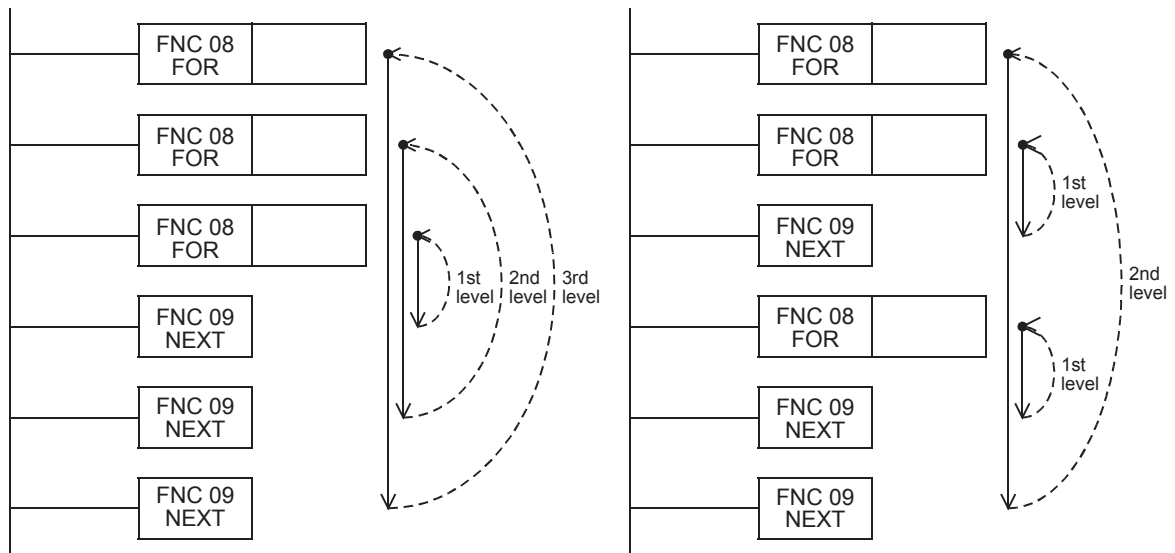 FNC 08
FOR
FNC 08
FOR
FNC 08
FOR
FNC 09
NEXT
FNC 09
NEXT
FNC 09
NEXT
1st
level
2nd
level
3rd
level
FNC 08
FOR
FNC 08
FOR
FNC 09
NEXT
FNC 08
FOR
FNC 09
NEXT
FNC 09
NEXT
1st
level
2nd
level
1st
level